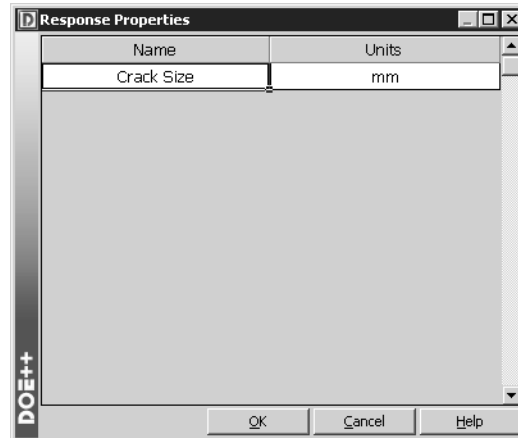 Response Properties
Name Units
Crack Size mm
DOE++
OK Cancel Help